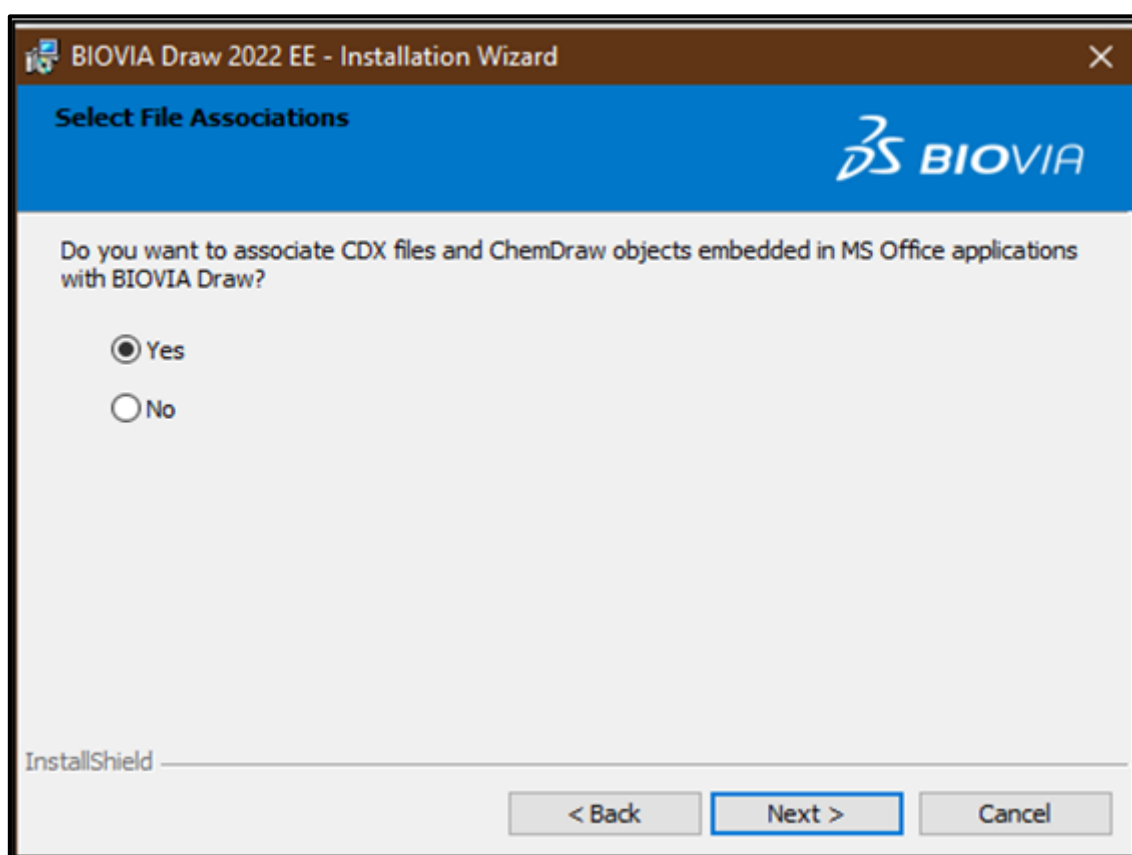 BIOVIA Draw 2022 EE - Installation Wizard
Select File Associations
3DS BIOVIA
Do you want to associate CDX files and ChemDraw objects embedded in MS Office applications
with BIOVIA Draw?
Yes
No
InstallShield
< Back Next > Cancel